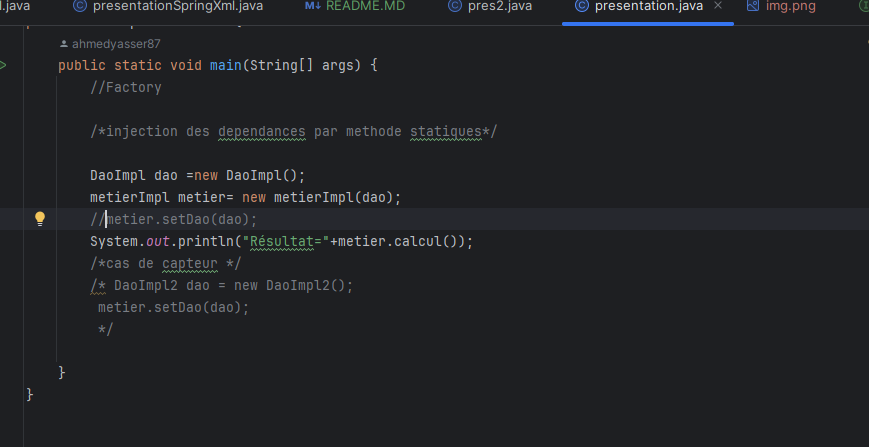 .java
presentationSpringXml.java
README.MD
pres2.java
presentation.java
img.png
ahmedyasser87
public static void main(String[] args) {
//Factory
/*injection des dependances par methode statiques*/
DaoImpl dao =new DaoImpl();
metierImpl metier= new metierImpl(dao);
//metier.setDao(dao);
System.out.println("Résultat="+metier.calcul());
/*cas de capteur */
/* DaoImpl2 dao = new DaoImpl2();
metier.setDao(dao);
*/
}
}